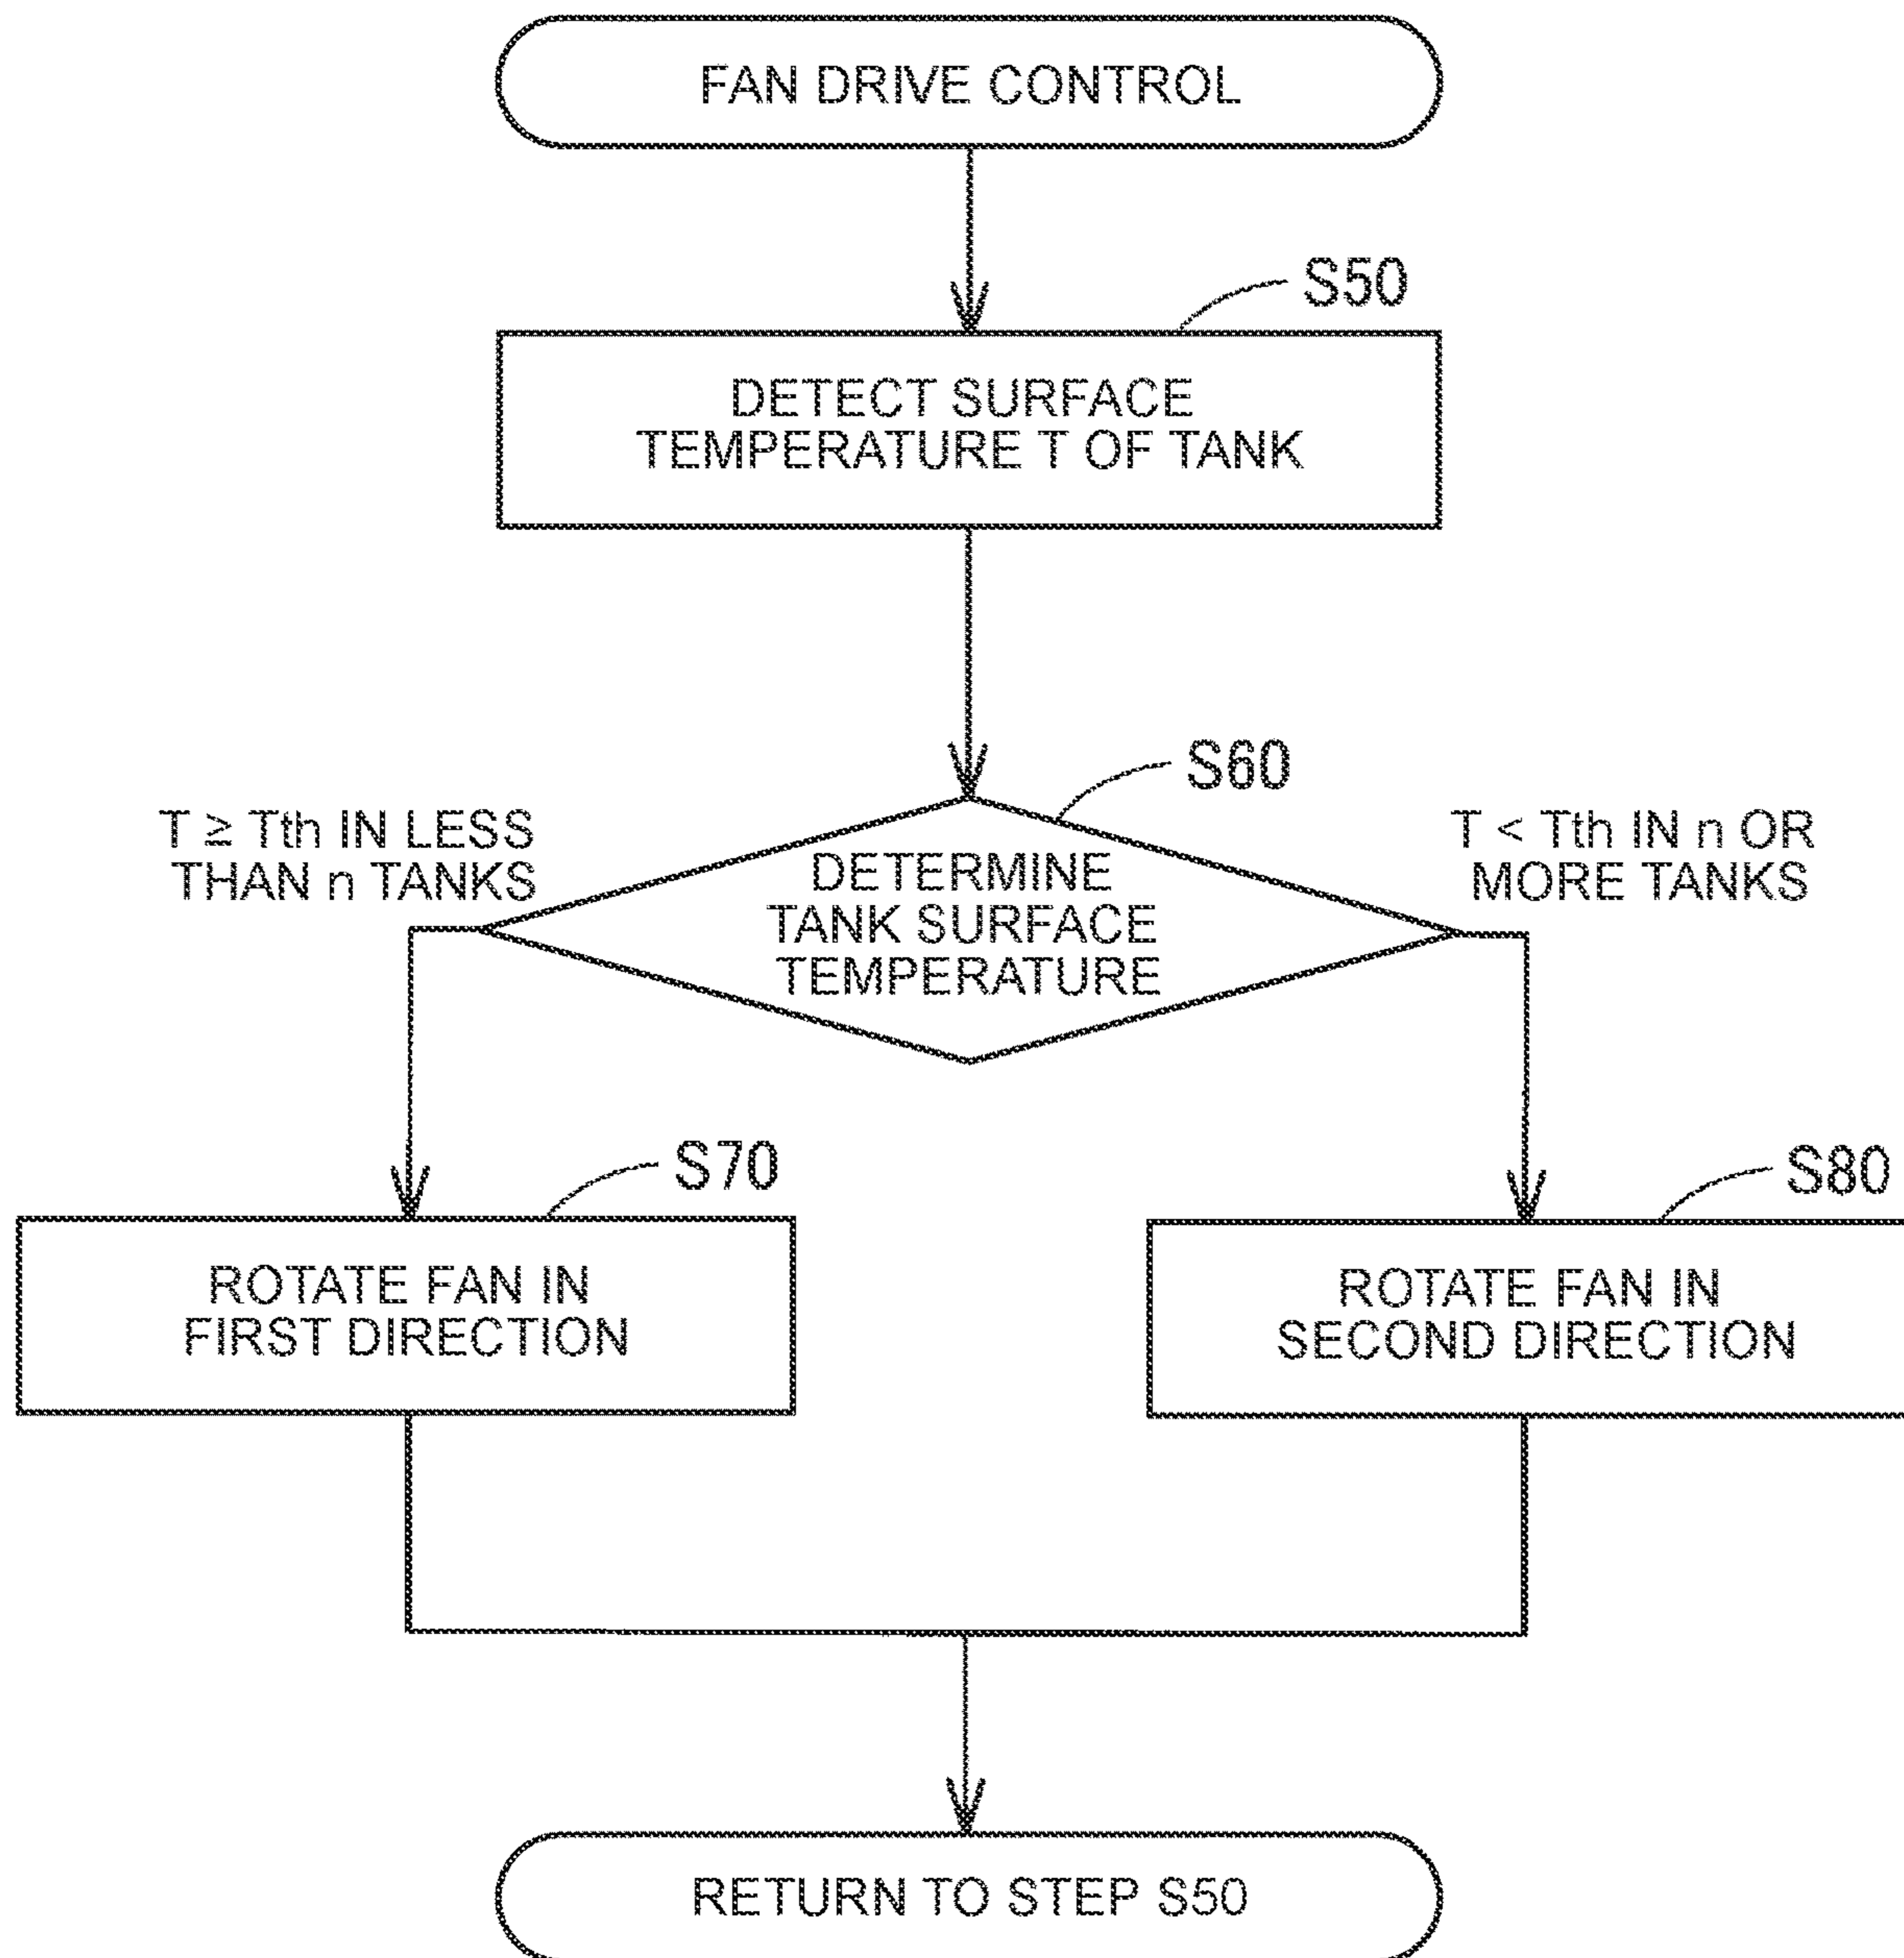 FAN DRIVE CONTROL
S50
DETECT SURFACE
TEMPERATURE T OF TANK
S60
T ≥ Tth IN LESS
THAN n TANKS
T < Tth IN n OR
MORE TANKS
DETERMINE
TANK SURFACE
TEMPERATURE
S70
S80
ROTATE FAN IN
FIRST DIRECTION
ROTATE FAN IN
SECOND DIRECTION
RETURN TO STEP S50